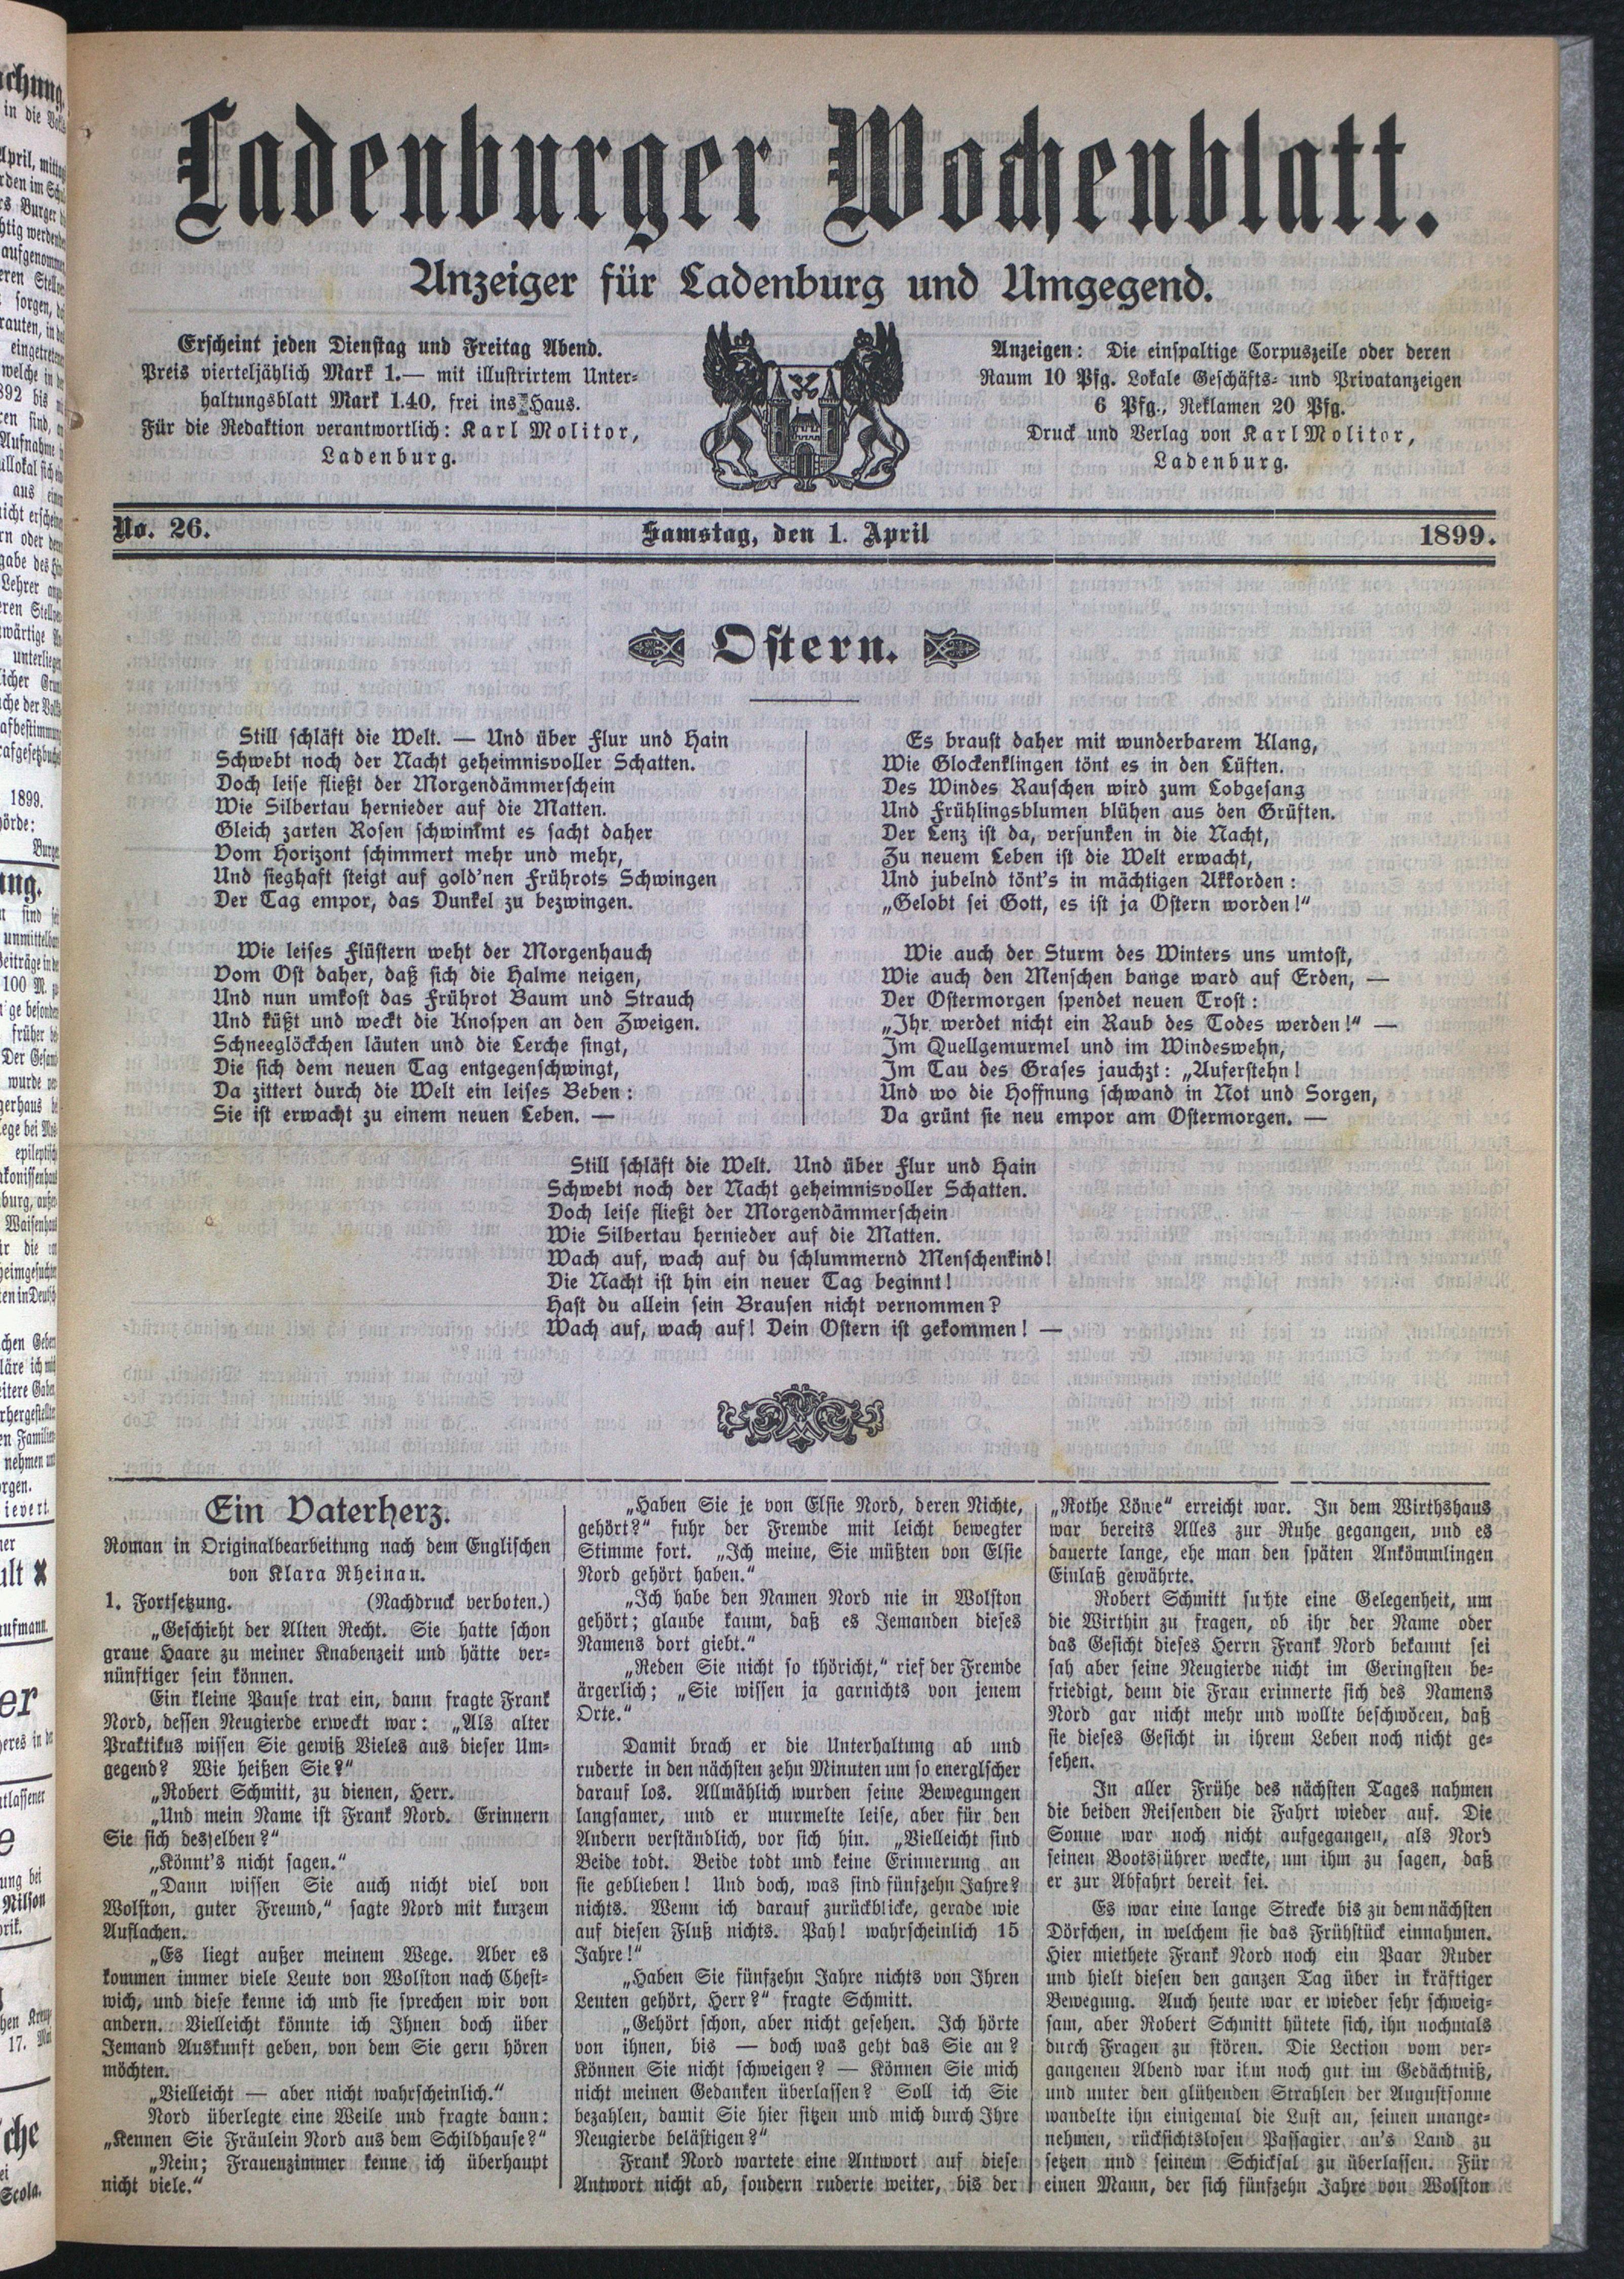 Ladenburger Wochenblatt.
Anzeiger für Ladenburg und Umgegend.
Erscheint jeden Dienstag und Freitag Abend.
Preis vierteljählich Mark 1.— mit illustrirtem Unter-
haltungsblatt Mark 1.40, frei ins Haus.
Für die Redaktion verantwortlich: Karl Molitor,
Ladenburg.
Anzeigen: Die einspaltige Corpuszeile oder deren
Raum 10 Pfg. Lokale Geschäfts- und Privatanzeigen
6 Pfg., Reklamen 20 Pfg.
Druck und Verlag von Karl Molitor,
Ladenburg.
No. 26. Samstag, den 1. April 1899.
Ostern.
Still schläft die Welt. — Und über Flur und Hain
Schwebt noch der Nacht geheimnisvoller Schatten.
Doch leise fließt der Morgendämmerschein
Wie Silbertau hernieder auf die Matten.
Gleich zarten Rosen schwimmt es sacht daher
Vom Horizont schimmert mehr und mehr,
Und sieghaft steigt auf gold'nen Frührots Schwingen
Der Tag empor, das Dunkel zu bezwingen.
Wie leises Flüstern weht der Morgenhauch
Vom Ost daher, daß sich die Halme neigen,
Und nun umkost das Frührot Baum und Strauch
Und küßt und weckt die Knospen an den Zweigen.
Schneeglöckchen läuten und die Lerche singt,
Die sich dem neuen Tag entgegenschwingt,
Da zittert durch die Welt ein leises Beben:
Sie ist erwacht zu einem neuen Leben. —
Es braust daher mit wunderbarem Klang,
Wie Glockenklingen tönt es in den Lüften.
Des Windes Rauschen wird zum Lobgesang
Und Frühlingsblumen blühen aus den Grüften.
Der Lenz ist da, versunken in die Nacht,
Zu neuem Leben ist die Welt erwacht,
Und jubelnd tönt's in mächtigen Akkorden:
„Gelobt sei Gott, es ist ja Ostern worden!"
Wie auch der Sturm des Winters uns umtost,
Wie auch den Menschen bange ward auf Erden, —
Der Ostermorgen spendet neuen Trost:
„Ihr werdet nicht ein Raub des Todes werden!" —
Im Quellgemurmel und im Windeswehn,
Im Tau des Grases jauchzt: „Auferstehn!
Und wo die Hoffnung schwand in Not und Sorgen,
Da grünt sie neu empor am Ostermorgen. —
Still schläft die Welt. Und über Flur und Hain
Schwebt noch der Nacht geheimnisvoller Schatten.
Doch leise fließt der Morgendämmerschein
Wie Silbertau hernieder auf die Matten.
Wach auf, wach auf du schlummernd Menschenkind!
Die Nacht ist hin ein neuer Tag beginnt!
Hast du allein sein Brausen nicht vernommen?
Wach auf, wach auf! Dein Ostern ist gekommen! —
Ein Vaterherz.
Roman in Originalbearbeitung nach dem Englischen
von Klara Rheinau.
1. Fortsetzung. (Nachdruck verboten.)
„Geschieht der Alten Recht. Sie hatte schon
graue Haare zu meiner Knabenzeit und hätte ver-
nünftiger sein können.
Ein kleine Pause trat ein, dann fragte Frank
Nord, dessen Neugierde erweckt war: „Als alter
Praktikus wissen Sie gewiß Vieles aus dieser Um-
gegend? Wie heißen Sie?"
„Robert Schmitt, zu dienen, Herr.
„Und mein Name ist Frank Nord. Erinnern
Sie sich desselben?"
„Könnt's nicht sagen."
„Dann wissen Sie auch nicht viel von
Wolston, guter Freund," sagte Nord mit kurzem
Auflachen.
„Es liegt außer meinem Wege. Aber es
kommen immer viele Leute von Wolston nach Chest-
wich, und diese kenne ich und sie sprechen wir von
andern. Vielleicht könnte ich Ihnen doch über
Jemand Auskunft geben, von dem Sie gern hören
möchten.
„Vielleicht — aber nicht wahrscheinlich."
Nord überlegte eine Weile und fragte dann:
„Kennen Sie Fräulein Nord aus dem Schildhause?"
„Nein; Frauenzimmer kenne ich überhaupt
nicht viele."
„Haben Sie je von Elsie Nord, deren Nichte,
gehört?" fuhr der Fremde mit leicht bewegter
Stimme fort. „Ich meine, Sie müßten von Elsie
Nord gehört haben."
„Ich habe den Namen Nord nie in Wolston
gehört; glaube kaum, daß es Jemanden dieses
Namens dort giebt."
„Reden Sie nicht so thöricht," rief der Fremde
ärgerlich; „Sie wissen ja garnichts von jenem
Orte."
Damit brach er die Unterhaltung ab und
ruderte in den nächsten zehn Minuten um so energischer
darauf los. Allmählich wurden seine Bewegungen
langsamer, und er murmelte leise, aber für den
Andern verständlich, vor sich hin. „Vielleicht sind
Beide todt. Beide todt und keine Erinnerung an
sie geblieben! Und doch, was sind fünfzehn Jahre?
nichts. Wenn ich darauf zurückblicke, gerade wie
auf diesen Fluß nichts. Pah! wahrscheinlich 15
Jahre!"
„Haben Sie fünfzehn Jahre nichts von Ihren
Leuten gehört, Herr?" fragte Schmitt.
„Gehört schon, aber nicht gesehen. Ich hörte
von ihnen, bis — doch was geht das Sie an?
Können Sie nicht schweigen? — Können Sie mich
nicht meinen Gedanken überlassen? Soll ich Sie
bezahlen, damit Sie hier sitzen und mich durch Ihre
Neugierde belästigen?"
Frank Nord wartete eine Antwort auf diese
Antwort nicht ab, sondern ruderte weiter, bis der
„Rothe Löwe" erreicht war. In dem Wirthshaus
war bereits Alles zur Ruhe gegangen, und es
dauerte lange, ehe man den späten Ankömmlingen
Einlaß gewährte.
Robert Schmitt suchte eine Gelegenheit, um
die Wirthin zu fragen, ob ihr der Name oder
das Gesicht dieses Herrn Frank Nord bekannt sei
sah aber seine Neugierde nicht im Geringsten be-
friedigt, denn die Frau erinnerte sich des Namens
Nord gar nicht mehr und wollte beschwören, daß
sie dieses Gesicht in ihrem Leben noch nicht ge-
sehen.
In aller Frühe des nächsten Tages nahmen
die beiden Reisenden die Fahrt wieder auf. Die
Sonne war noch nicht aufgegangen, als Nord
seinen Bootsführer weckte, um ihm zu sagen, daß
er zur Abfahrt bereit sei.
Es war eine lange Strecke bis zu dem nächsten
Dörfchen, in welchem sie das Frühstück einnahmen.
Hier miethete Frank Nord noch ein Paar Ruder
und hielt diesen den ganzen Tag über in kräftiger
Bewegung. Auch heute war er wieder sehr schweig-
sam, aber Robert Schmitt hütete sich, ihn nochmals
durch Fragen zu stören. Die Lection vom ver-
gangenen Abend war ihm noch gut im Gedächtniß,
und unter den glühenden Strahlen der Augustsonne
wandelte ihn einigemal die Lust an, seinen unange-
nehmen, rücksichtslosen Passagier an's Land zu
setzen und seinem Schicksal zu überlassen. Für
einen Mann, der sich fünfzehn Jahre von Wolston